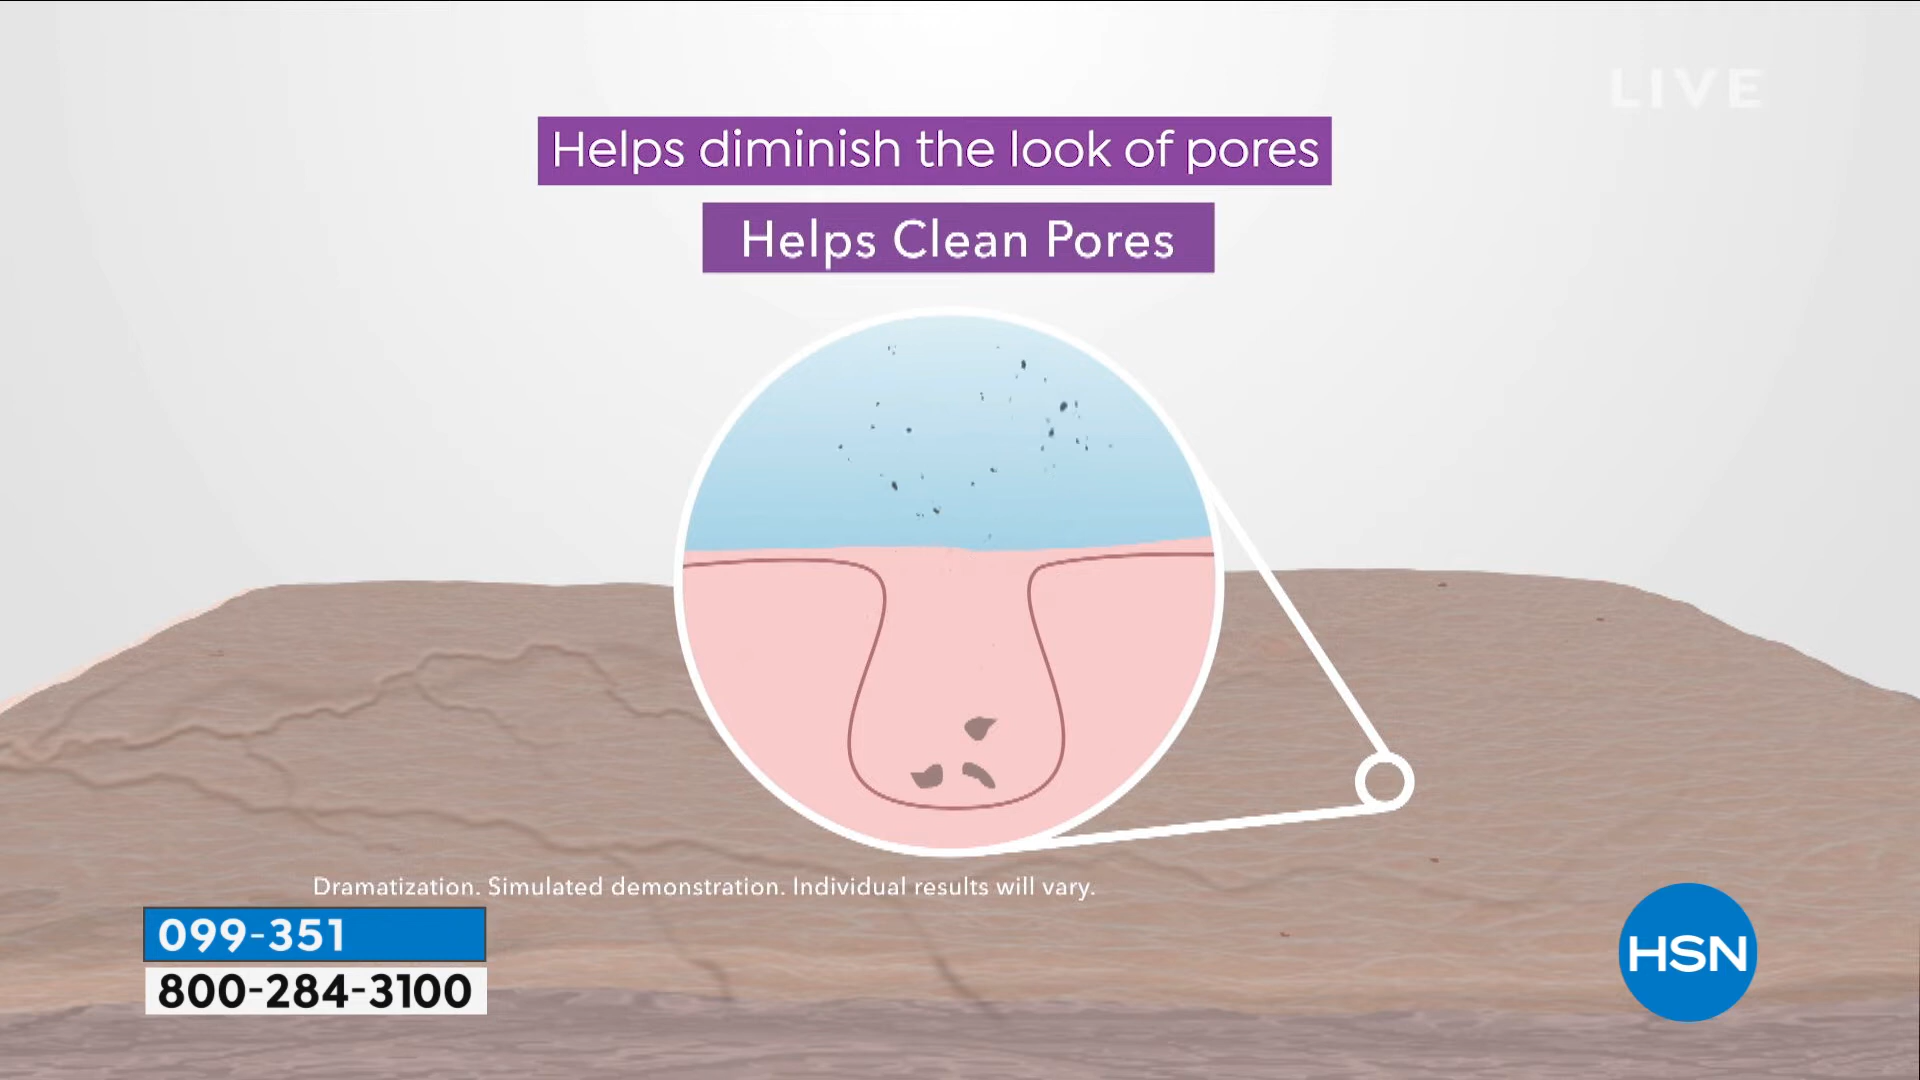 LIVE
Helps diminish the look of pores
Helps Clean Pores
Dramatization. Simulated demonstration. Individual results will vary.
099-351
800-284-3100
HSN